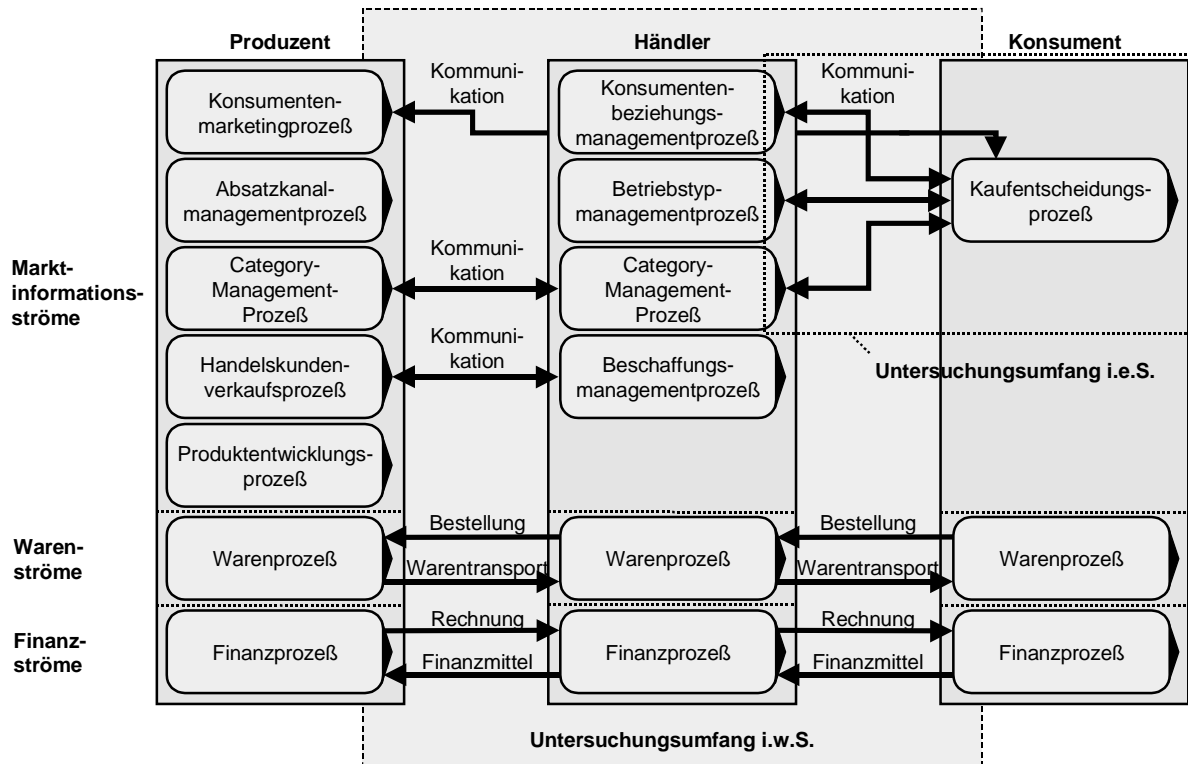 Produzent
Händler
Konsument
Markt-
informations-
ströme
Konsumenten-
marketingprozeß
Absatzkanal-
managementprozeß
Category-
Management-
Prozeß
Handelskunden-
verkaufsprozeß
Produktentwicklungs-
prozeß
Kommuni-
kation
Kommuni-
kation
Kommuni-
kation
Konsumenten-
beziehungs-
managementprozeß
Betriebstyp-
managementprozeß
Category-
Management-
Prozeß
Beschaffungs-
managementprozeß
Kommuni-
kation
Kaufentscheidungs-
prozeß
Untersuchungsumfang i.e.S.
Waren-
ströme
Warenprozeß
Bestellung
Warentransport
Warenprozeß
Bestellung
Warentransport
Warenprozeß
Finanz-
ströme
Finanzprozeß
Rechnung
Finanzmittel
Finanzprozeß
Rechnung
Finanzmittel
Finanzprozeß
Untersuchungsumfang i.w.S.